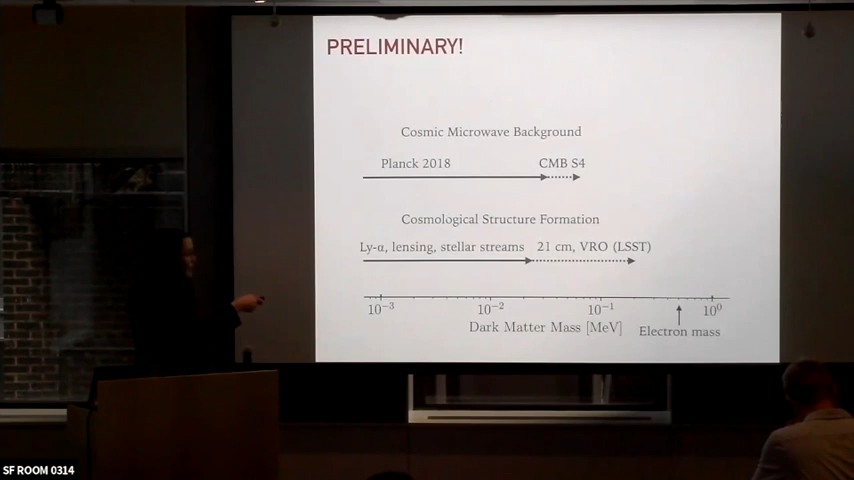 PRELIMINARY!
Cosmic Microwave Background
Planck 2018 CMB S4
Cosmological Structure Formation
Ly-α, lensing, stellar streams 21 cm, VRO (LSST)
10⁻³ 10⁻² 10⁻¹ 10⁰
Dark Matter Mass [MeV] Electron mass
SF ROOM 0314